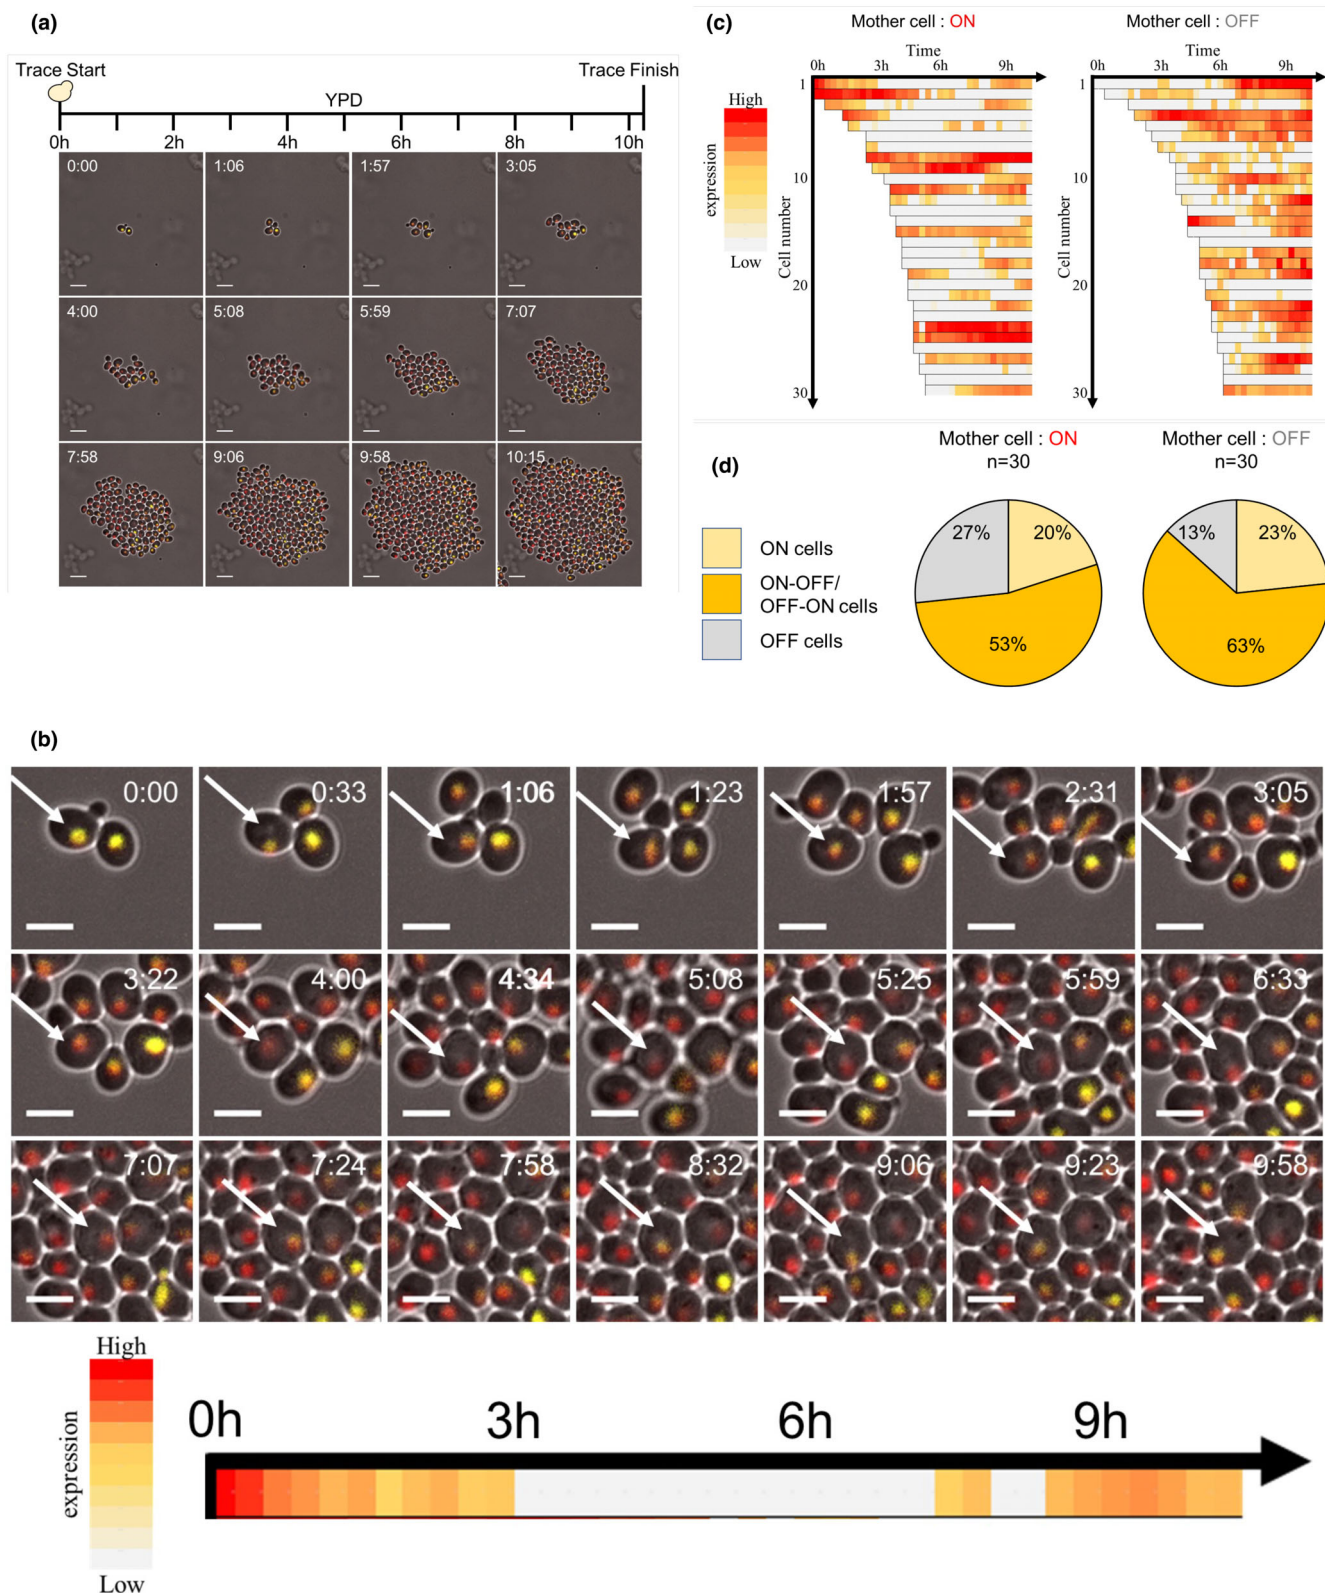 (a)
Trace Start
Trace Finish
YPD
0h 2h 4h 6h 8h 10h
0:00 1:06 1:57 3:05
4:00 5:08 5:59 7:07
7:58 9:06 9:58 10:15
(c)
Mother cell : ON
Mother cell : OFF
Time
0h 3h 6h 9h
Time
0h 3h 6h 9h
High
expression
Low
Cell number
1
10
20
30
Cell number
1
10
20
30
(d)
Mother cell : ON
n=30
Mother cell : OFF
n=30
ON cells
ON-OFF/
OFF-ON cells
OFF cells
27% 20%
53%
13% 23%
63%
(b)
0:00 0:33 1:06 1:23 1:57 2:31 3:05
3:22 4:00 4:34 5:08 5:25 5:59 6:33
7:07 7:24 7:58 8:32 9:06 9:23 9:58
High
expression
Low
0h 3h 6h 9h